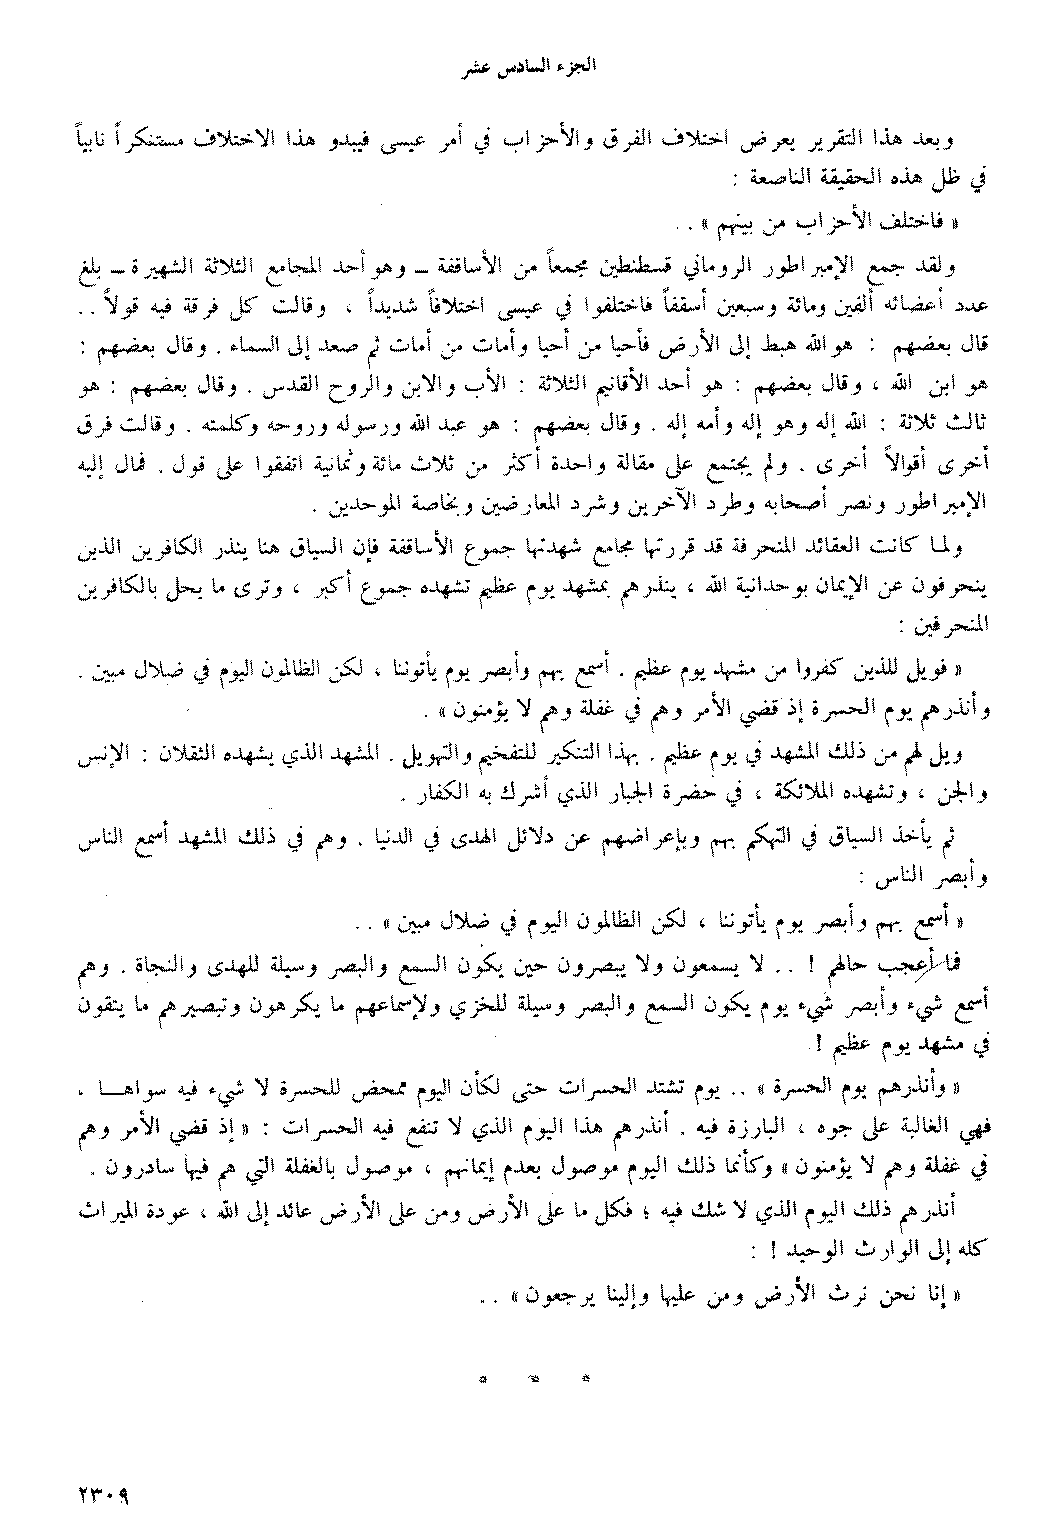 الجزء السادس عشر
وبعد هذا التقرير يعرض اختلاف الفرق والأحزاب في أمر عيسى فيبدو هذا الاختلاف مستنكراً نابياً
في ظل هذه الحقيقة الناصعة :
« فاختلف الأحزاب من بينهم » ..
ولقد جمع الإمبراطور الروماني قسطنطين مجمعاً من الأساقفة – وهو أحد المجامع الثلاثة الشهيرة – بلغ
عدد أعضائه ألفين ومائة وسبعين أسقفاً فاختلفوا في عيسى اختلافاً شديداً ، وقالت كل فرقة فيه قولاً ..
قال بعضهم : هو الله هبط إلى الأرض فأحيا من أحيا وأمات من أمات ثم صعد إلى السماء . وقال بعضهم :
هو ابن الله ، وقال بعضهم : هو أحد الأقانيم الثلاثة : الأب والابن والروح القدس . وقال بعضهم : هو
ثالث ثلاثة : الله إله وهو إله وأمه إله . وقال بعضهم : هو عبد الله ورسوله وروحه وكلمته . وقالت فرق
أخرى أقوالاً أخرى . ولم يجتمع على مقالة واحدة أكثر من ثلاث مائة وثمانية اتفقوا على قول . فمال إليه
الإمبراطور ونصر أصحابه وطرد الآخرين وشرد المعارضين وبخاصة الموحدين .
ولما كانت العقائد المنحرفة قد قررتها مجامع شهدتها جموع الأساقفة فإن السياق هنا ينذر الكافرين الذين
ينحرفون عن الإيمان بوحدانية الله ، ينذرهم بمشهد يوم عظيم تشهده جموع أكبر ، وترى ما يحل بالكافرين
المنحرفين :
« فويل للذين كفروا من مشهد يوم عظيم . أسمع بهم وأبصر يوم يأتوننا ، لكن الظالمون اليوم في ضلال مبين .
وأنذرهم يوم الحسرة إذ قضي الأمر وهم في غفلة وهم لا يؤمنون » .
ويل لهم من ذلك المشهد في يوم عظيم . بهذا التنكير للتفخيم والتهويل . المشهد الذي يشهده الثقلان : الإنس
والجن ، وتشهده الملائكة ، في حضرة الجبار الذي أشرك به الكفار .
ثم يأخذ السياق في التهكم بهم وبإعراضهم عن دلائل الهدى في الدنيا . وهم في ذلك المشهد أسمع الناس
وأبصر الناس :
« أسمع بهم وأبصر يوم يأتوننا ، لكن الظالمون اليوم في ضلال مبين » ..
فما أعجب حالهم ! .. لا يسمعون ولا يبصرون حين يكون السمع والبصر وسيلة للهدى والنجاة . وهم
أسمع شيء وأبصر شيء يوم يكون السمع والبصر وسيلة للخزي ولإسماعهم ما يكرهون وتبصيرهم ما يتقون
في مشهد يوم عظيم !
« وأنذرهم يوم الحسرة » .. يوم تشتد الحسرات حتى لكأن اليوم ممحض للحسرة لا شيء فيه سواهــا ،
فهي الغالبة على جوه ، البارزة فيه . أنذرهم هذا اليوم الذي لا تنفع فيه الحسرات : « إذ قضي الأمر وهم
في غفلة وهم لا يؤمنون » وكأنما ذلك اليوم موصول بعدم إيمانهم ، موصول بالغفلة التي هم فيها سادرون .
أنذرهم ذلك اليوم الذي لا شك فيه ؛ فكل ما على الأرض ومن على الأرض عائد إلى الله ، عودة الميراث
كله إلى الوارث الوحيد ! :
« إنا نحن نرث الأرض ومن عليها وإلينا يرجعون » ..
* * *
٢٣٠٩